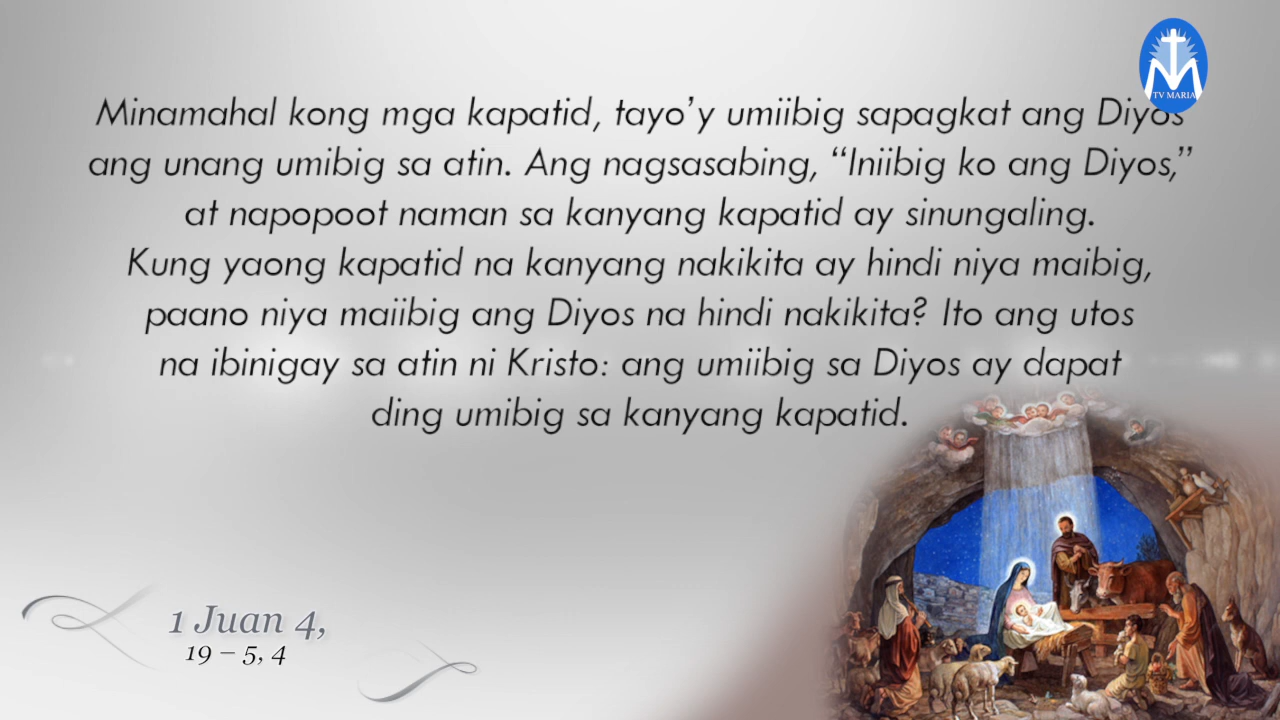 TV MARIA
Minamahal kong mga kapatid, tayo’y umiibig sapagkat ang Diyos
ang unang umibig sa atin. Ang nagsasabing, “Iniibig ko ang Diyos,”
at napopoot naman sa kanyang kapatid ay sinungaling.
Kung yaong kapatid na kanyang nakikita ay hindi niya maibig,
paano niya maiibig ang Diyos na hindi nakikita? Ito ang utos
na ibinigay sa atin ni Kristo: ang umiibig sa Diyos ay dapat
ding umibig sa kanyang kapatid.
1 Juan 4,
19 – 5, 4